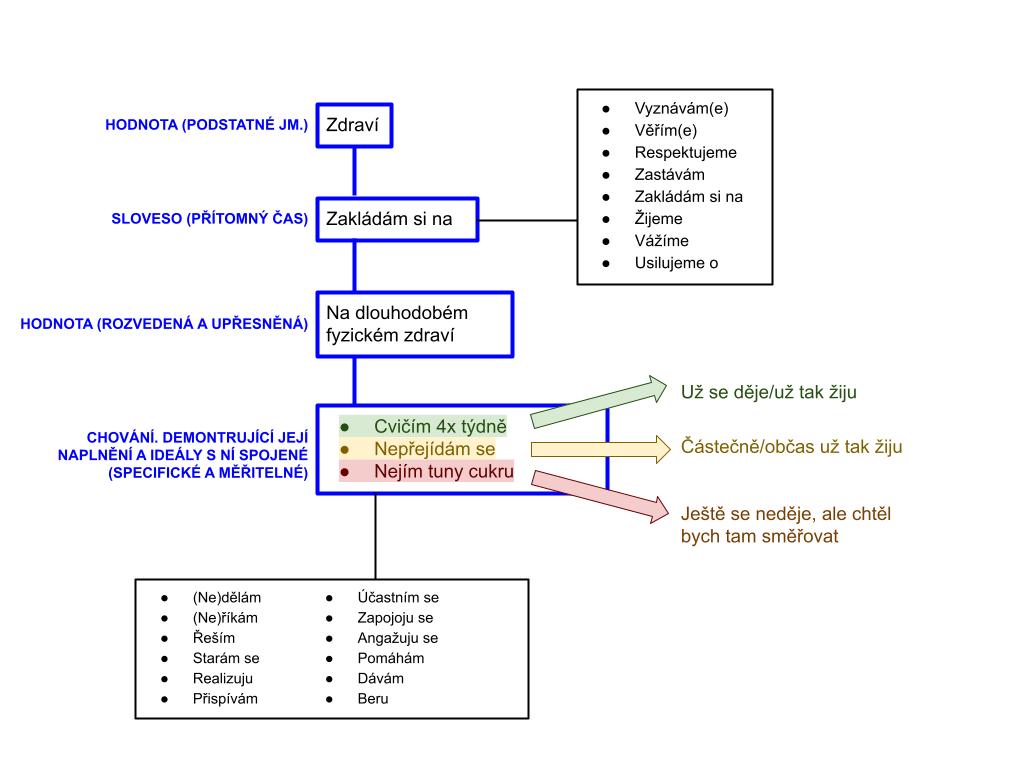 HODNOTA (PODSTATNÉ JM.)
Zdraví
SLOVESO (PŘÍTOMNÝ ČAS)
Zakládám si na
● Vyznávám(e)
● Věřím(e)
● Respektujeme
● Zastávám
● Zakládám si na
● Žijeme
● Vážíme
● Usilujeme o
HODNOTA (ROZVEDENÁ A UPŘESNĚNÁ)
Na dlouhodobém
fyzickém zdraví
CHOVÁNÍ. DEMONTRUJÍCÍ JEJÍ
NAPLNĚNÍ A IDEÁLY S NÍ SPOJENÉ
(SPECIFICKÉ A MĚŘITELNÉ)
● Cvičím 4x týdně
● Nepřejídám se
● Nejím tuny cukru
Už se děje/už tak žiju
Částečně/občas už tak žiju
Ještě se neděje, ale chtěl
bych tam směřovat
● (Ne)dělám
● (Ne)říkám
● Řeším
● Starám se
● Realizuju
● Přispívám
● Účastním se
● Zapojoju se
● Angažuju se
● Pomáhám
● Dávám
● Beru